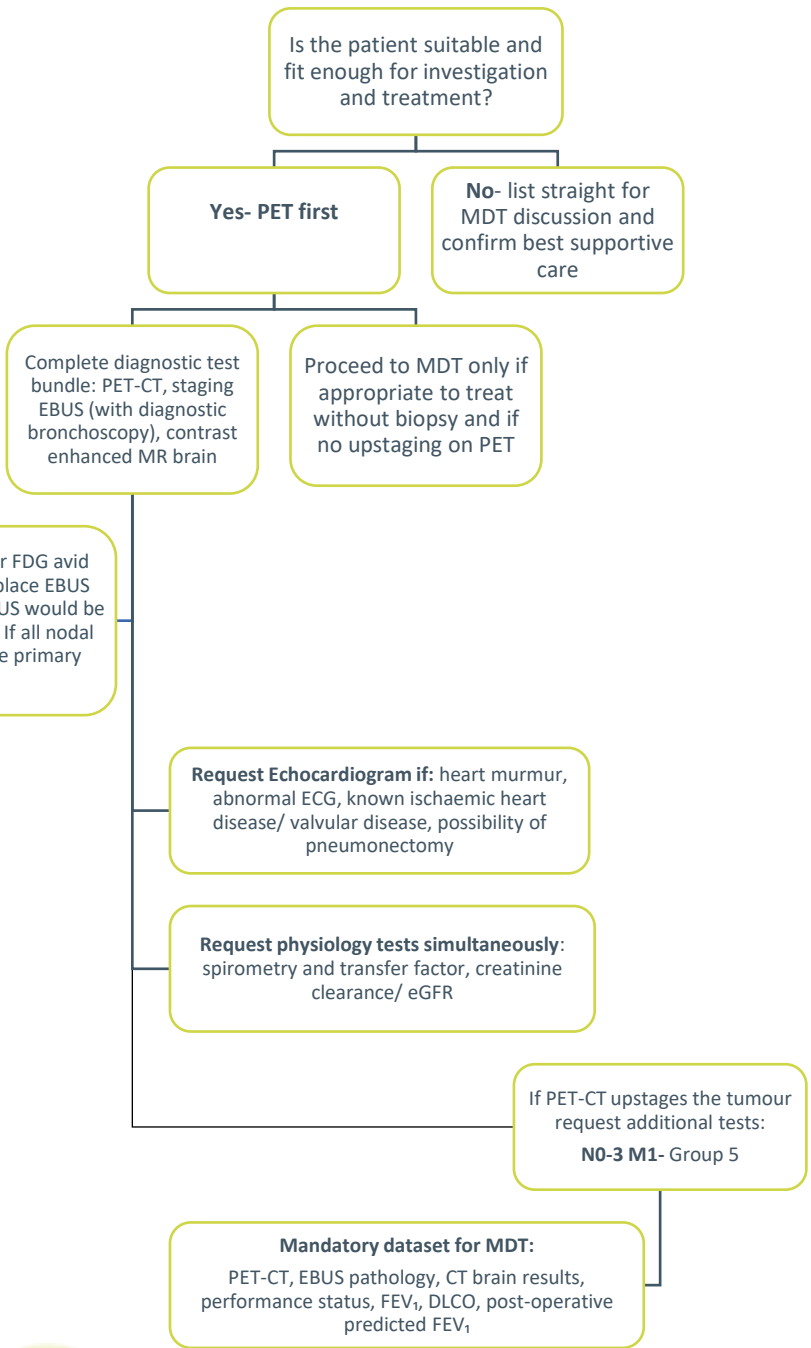 Is the patient suitable and
fit enough for investigation
and treatment?
Yes- PET first
No- list straight for
MDT discussion and
confirm best supportive
care
Complete diagnostic test
bundle: PET-CT, staging
EBUS (with diagnostic
bronchoscopy), contrast
enhanced MR brain
Proceed to MDT only if
appropriate to treat
without biopsy and if
no upstaging on PET
r FDG avid
place EBUS
US would be
If all nodal
e primary
Request Echocardiogram if: heart murmur,
abnormal ECG, known ischaemic heart
disease/ valvular disease, possibility of
pneumonectomy
Request physiology tests simultaneously:
spirometry and transfer factor, creatinine
clearance/ eGFR
If PET-CT upstages the tumour
request additional tests:
N0-3 M1- Group 5
Mandatory dataset for MDT:
PET-CT, EBUS pathology, CT brain results,
performance status, FEV₁, DLCO, post-operative
predicted FEV₁